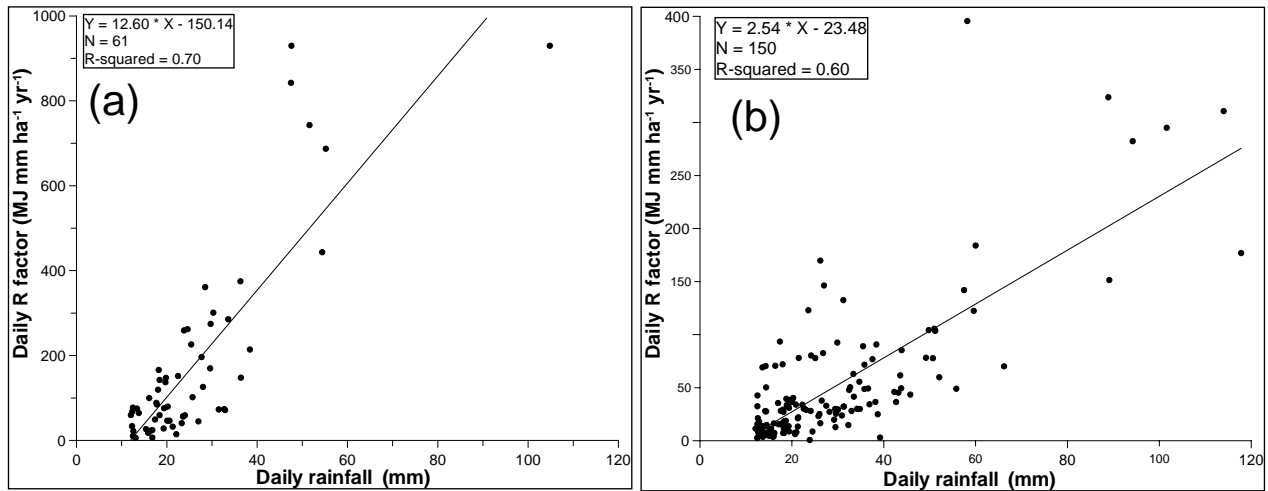 Y = 12.60 * X - 150.14
N = 61
R-squared = 0.70
(a)
Daily R factor (MJ mm ha⁻¹ yr⁻¹)
1000
800
600
400
200
0
0 20 40 60 80 100 120
Daily rainfall (mm)
Y = 2.54 * X - 23.48
N = 150
R-squared = 0.60
(b)
Daily R factor (MJ mm ha⁻¹ yr⁻¹)
400
350
300
250
200
150
100
50
0
0 20 40 60 80 100 120
Daily rainfall (mm)